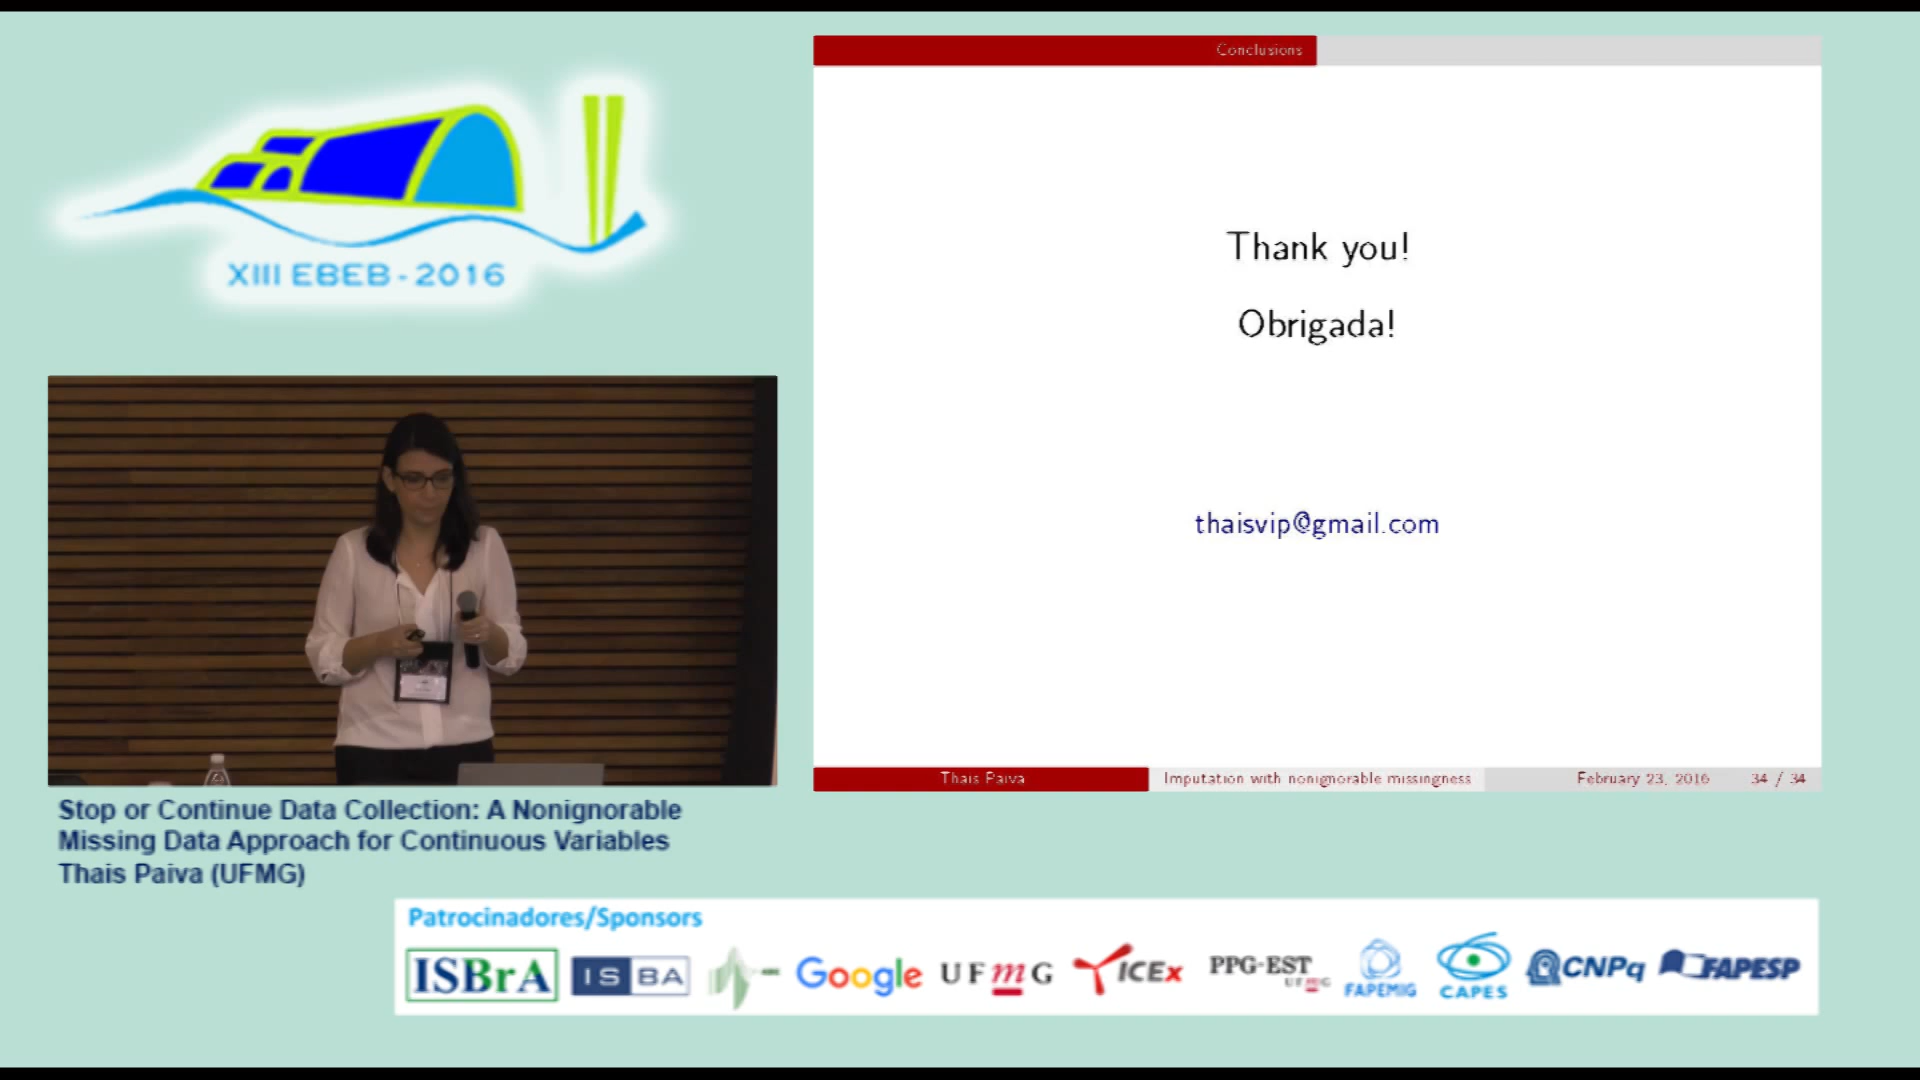 XIII EBEB - 2016
Conclusions
Thank you!
Obrigada!
thaisvip@gmail.com
Thais Paiva
Imputation with nonignorable missingness
February 23, 2016
34 / 34
Stop or Continue Data Collection: A Nonignorable
Missing Data Approach for Continuous Variables
Thais Paiva (UFMG)
Patrocinadores/Sponsors
ISBrA
ISBA
Google
UFmG
ICEx
PPG-EST
UFmG
FAPEMIG
CAPES
CNPq
FAPESP